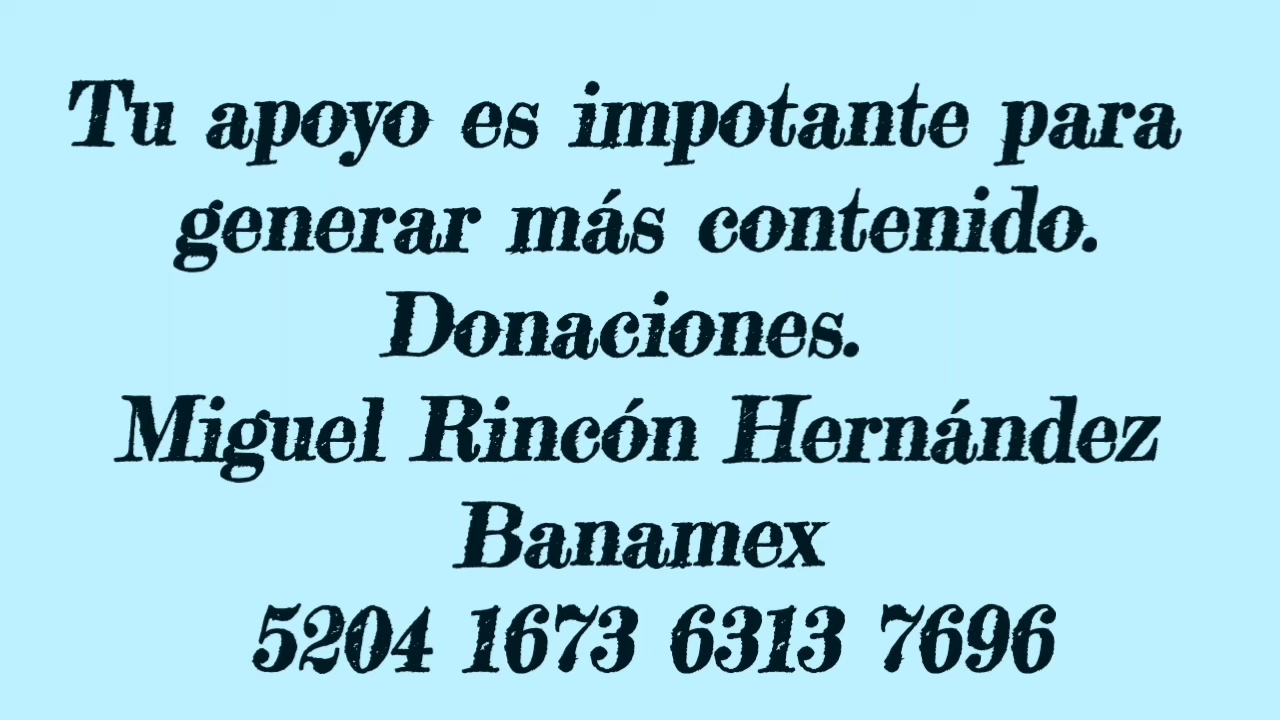 Tu apoyo es impotante para
generar más contenido.
Donaciones.
Miguel Rincón Hernández
Banamex
5204 1673 6313 7696